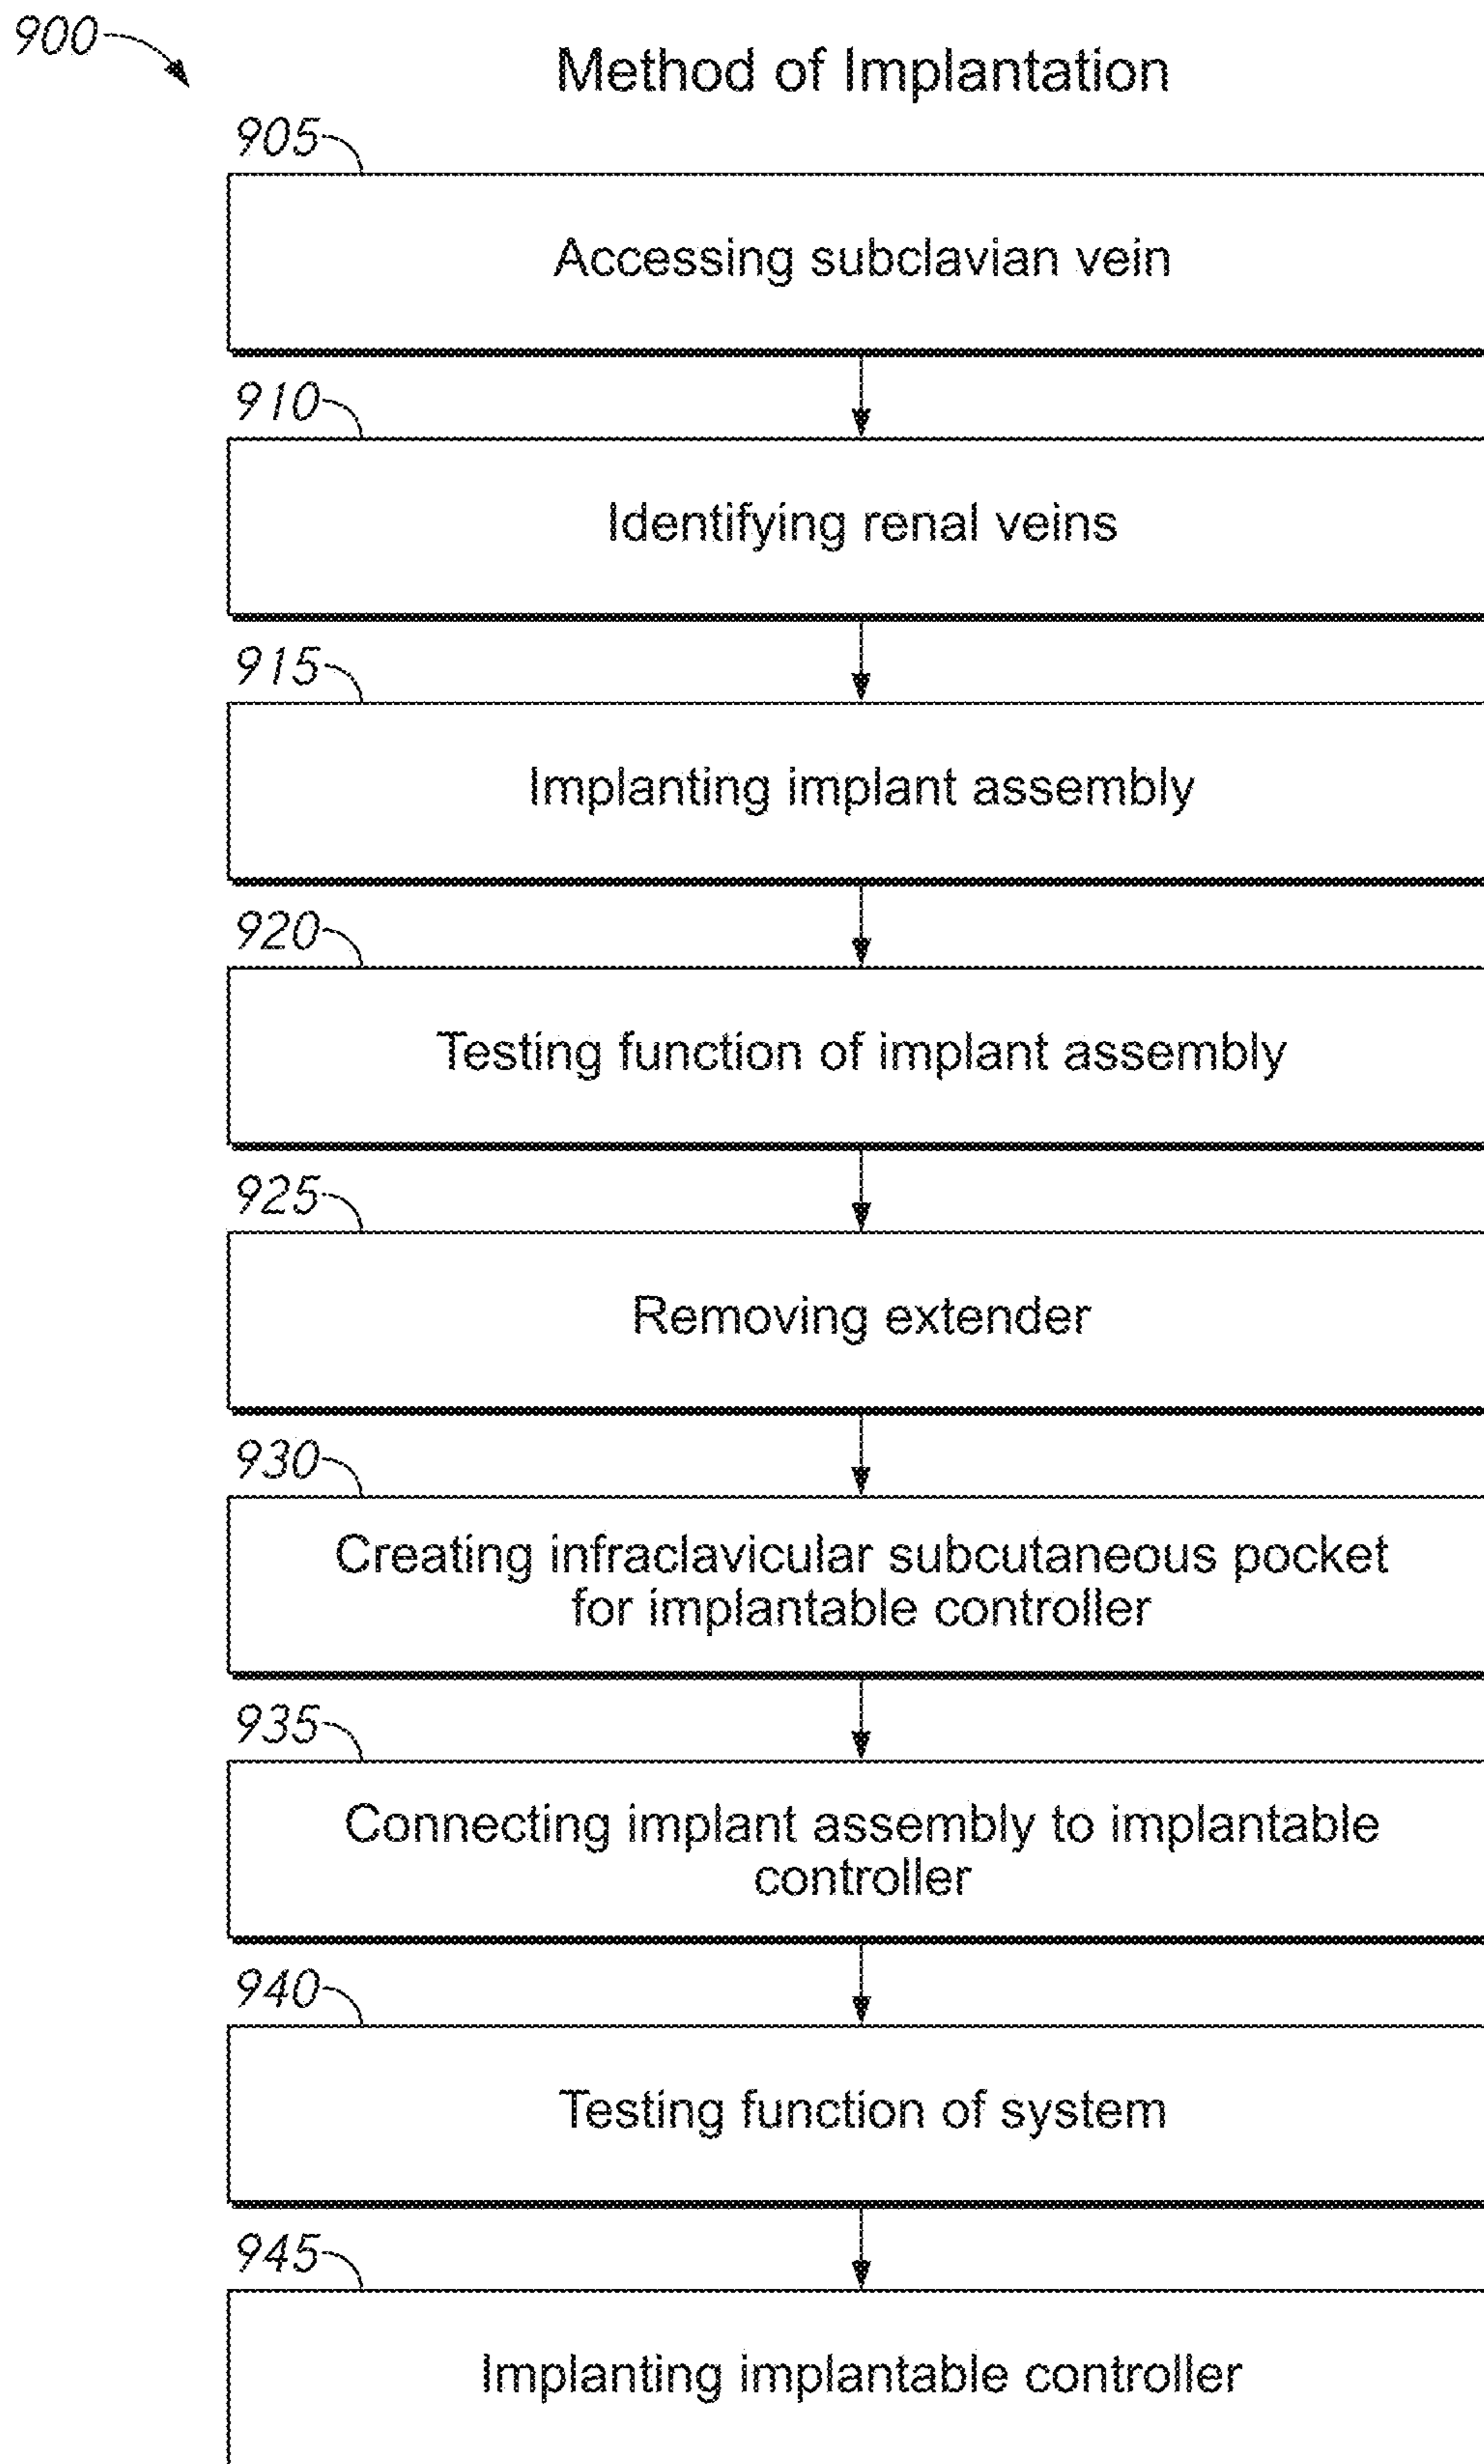 900
Method of Implantation
905
Accessing subclavian vein
910
Identifying renal veins
915
Implanting implant assembly
920
Testing function of implant assembly
925
Removing extender
930
Creating infraclavicular subcutaneous pocket
for implantable controller
935
Connecting implant assembly to implantable
controller
940
Testing function of system
945
Implanting implantable controller